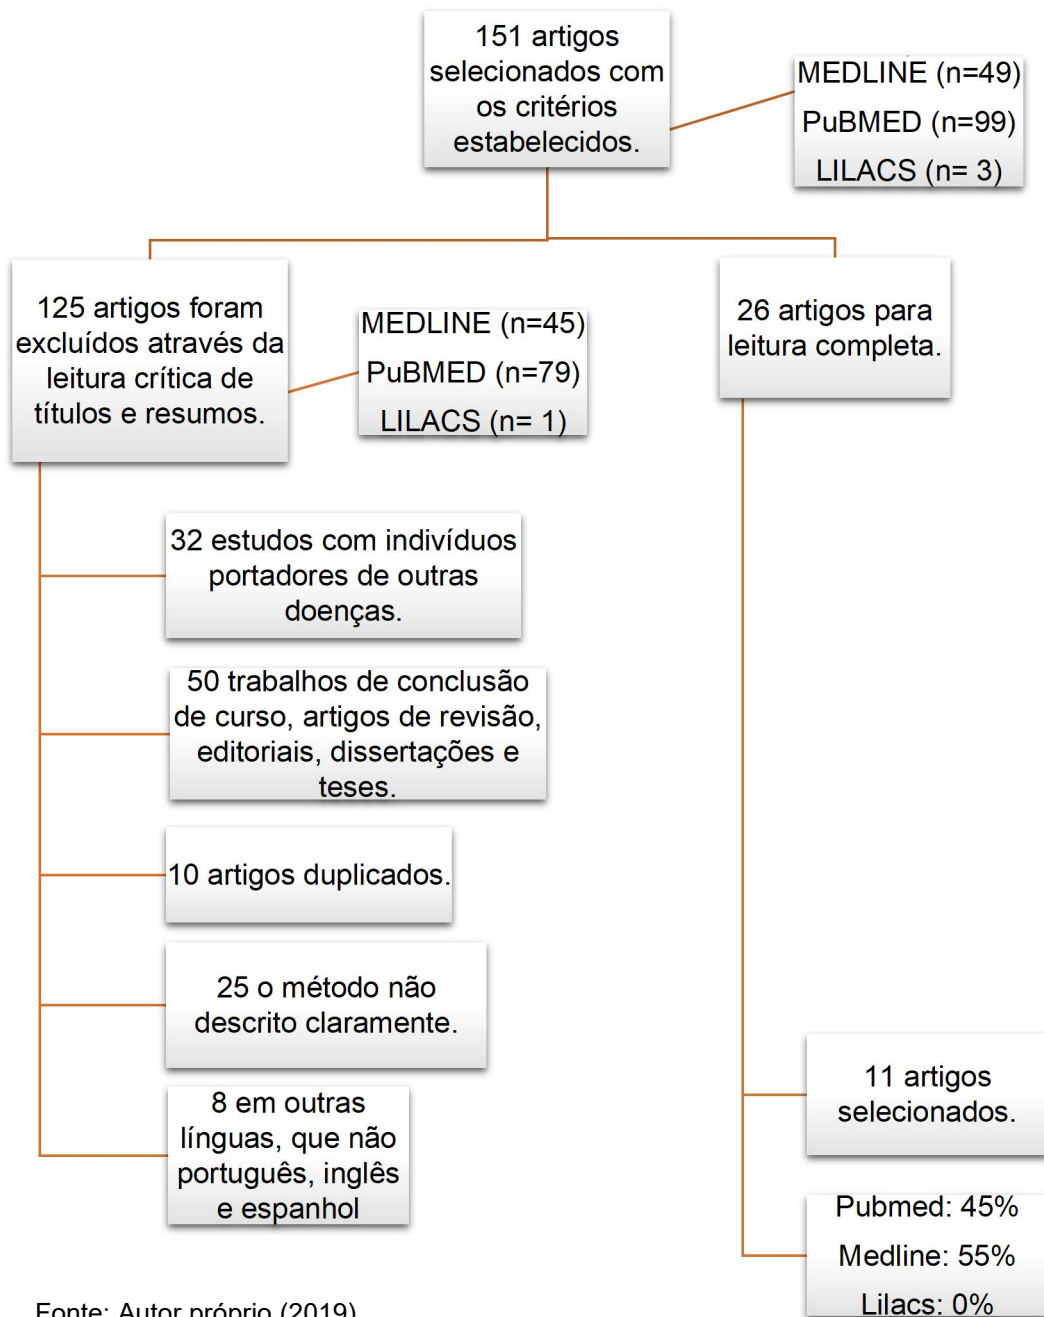 151 artigos
selecionados com
os critérios
estabelecidos.
MEDLINE (n=49)
PuBMED (n=99)
LILACS (n= 3)
125 artigos foram
excluídos através da
leitura crítica de
títulos e resumos.
MEDLINE (n=45)
PuBMED (n=79)
LILACS (n= 1)
26 artigos para
leitura completa.
32 estudos com indivíduos
portadores de outras
doenças.
50 trabalhos de conclusão
de curso, artigos de revisão,
editoriais, dissertações e
teses.
10 artigos duplicados.
25 o método não
descrito claramente.
8 em outras
línguas, que não
português, inglês
e espanhol
11 artigos
selecionados.
Pubmed: 45%
Medline: 55%
Lilacs: 0%
Fonte: Autor próprio (2019)